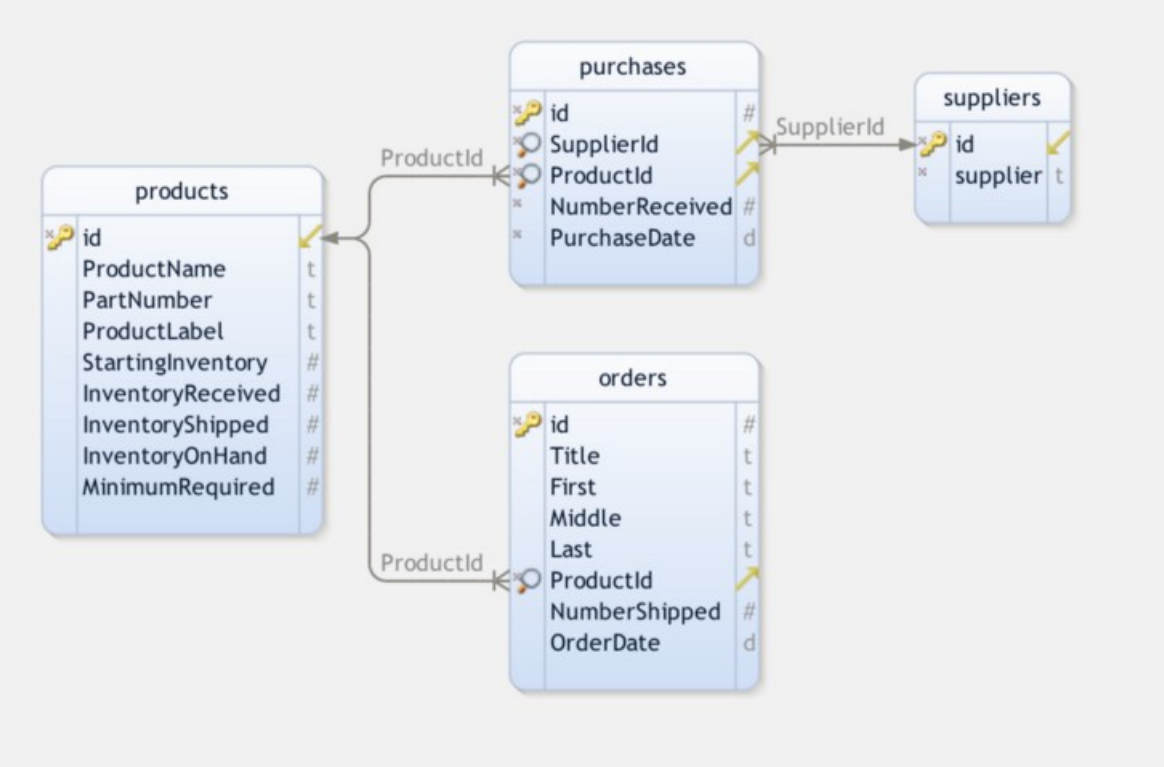 products
id
ProductName t
PartNumber t
ProductLabel t
StartingInventory #
InventoryReceived #
InventoryShipped #
InventoryOnHand #
MinimumRequired #
ProductId
ProductId
purchases
id #
SupplierId
ProductId
NumberReceived #
PurchaseDate d
SupplierId
suppliers
id
supplier t
orders
id #
Title t
First t
Middle t
Last t
ProductId
NumberShipped #
OrderDate d